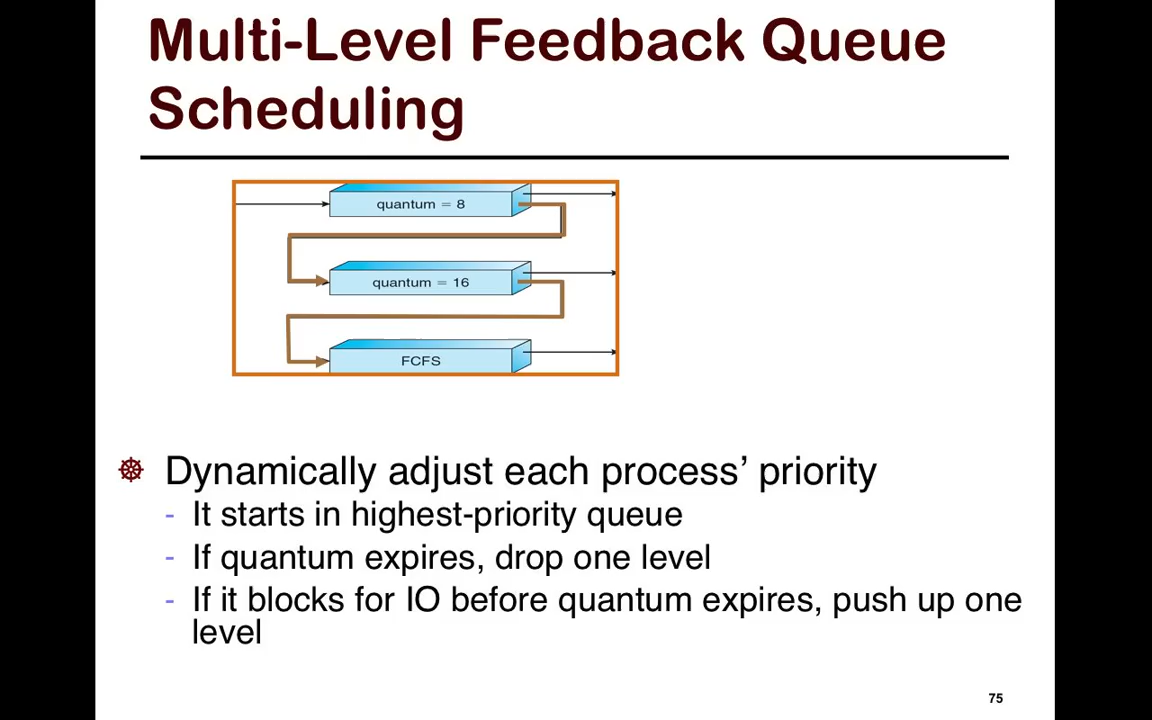 Multi-Level Feedback Queue
Scheduling
quantum = 8
quantum = 16
FCFS
Dynamically adjust each process’ priority
- It starts in highest-priority queue
- If quantum expires, drop one level
- If it blocks for IO before quantum expires, push up one
level
75